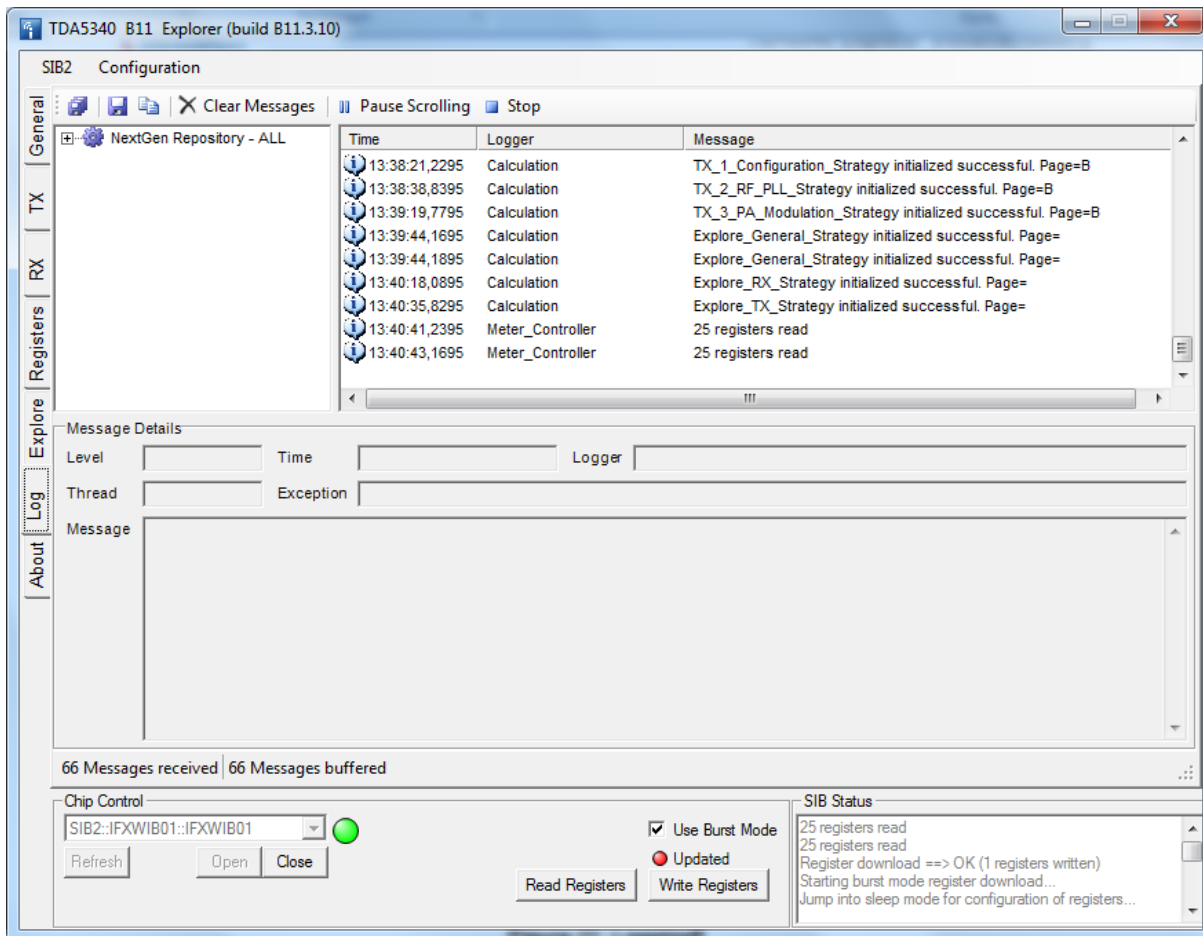 TDA5340 B11 Explorer (build B11.3.10)
SIB2 Configuration
General
TX
RX
Registers
Explore
Log
About
Clear Messages Pause Scrolling Stop
NextGen Repository - ALL
Time Logger Message
13:38:21,2295 Calculation TX_1_Configuration_Strategy initialized successful. Page=B
13:38:38,8395 Calculation TX_2_RF_PLL_Strategy initialized successful. Page=B
13:39:19,7795 Calculation TX_3_PA_Modulation_Strategy initialized successful. Page=B
13:39:44,1695 Calculation Explore_General_Strategy initialized successful. Page=
13:39:44,1895 Calculation Explore_General_Strategy initialized successful. Page=
13:40:18,0895 Calculation Explore_RX_Strategy initialized successful. Page=
13:40:35,8295 Calculation Explore_TX_Strategy initialized successful. Page=
13:40:41,2395 Meter_Controller 25 registers read
13:40:43,1695 Meter_Controller 25 registers read
Message Details
Level Time Logger
Thread Exception
Message
66 Messages received 66 Messages buffered
Chip Control
SIB2::IFXWIB01::IFXWIB01
Refresh Open Close
Use Burst Mode
Updated
Read Registers Write Registers
SIB Status
25 registers read
25 registers read
Register download ==> OK (1 registers written)
Starting burst mode register download...
Jump into sleep mode for configuration of registers...